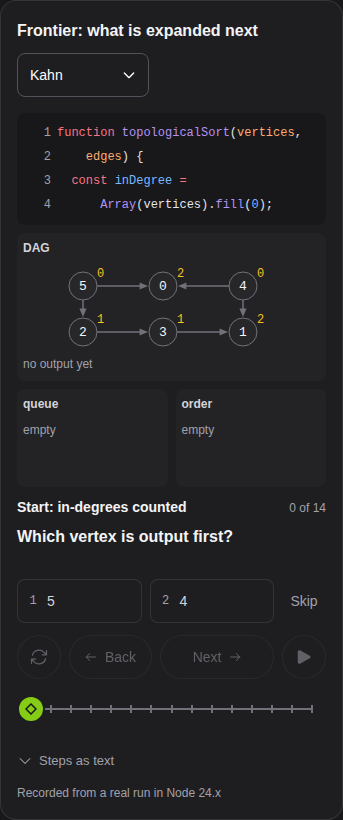 Frontier: what is expanded next
Kahn
1 function topologicalSort(vertices,
2 edges) {
3 const inDegree =
4 Array(vertices).fill(0);
DAG
5 0 0 2 4 0
2 1 3 1 1 2
no output yet
queue order
empty empty
Start: in-degrees counted 0 of 14
Which vertex is output first?
1 5 2 4 Skip
Back Next
Steps as text
Recorded from a real run in Node 24.x